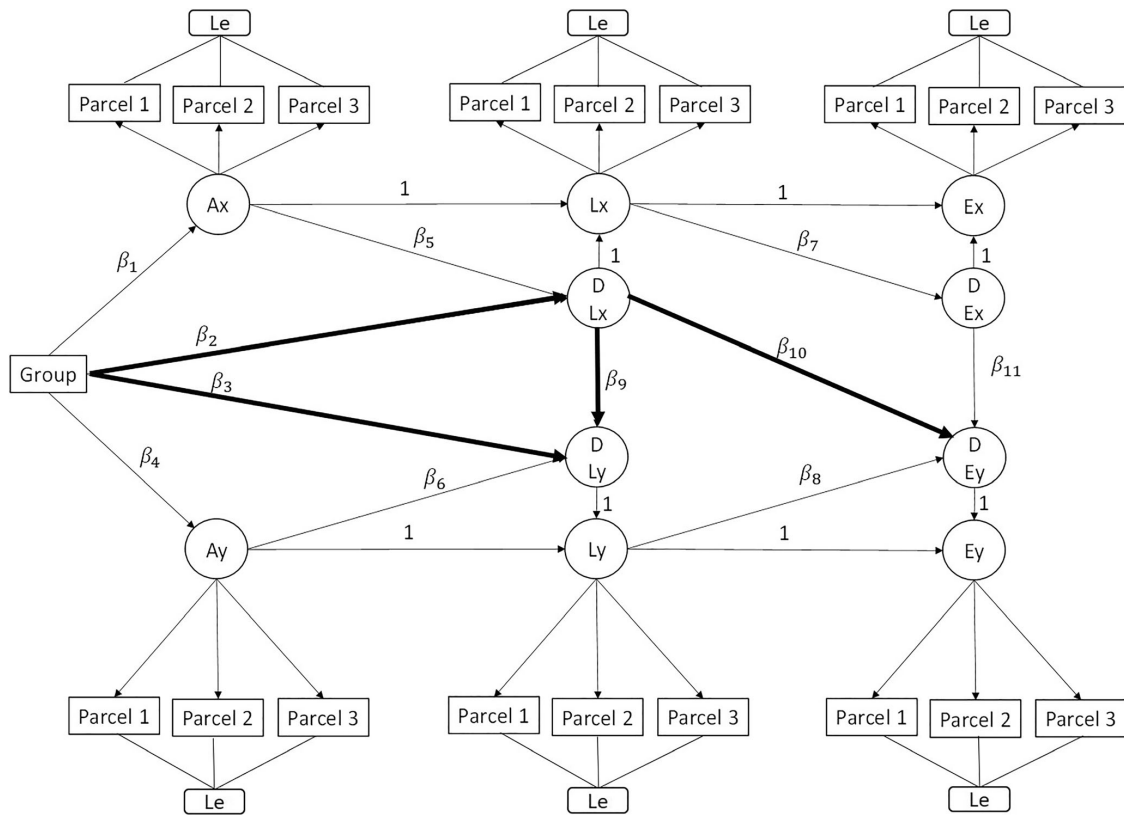 Le Le Le
Parcel 1 Parcel 2 Parcel 3 Parcel 1 Parcel 2 Parcel 3 Parcel 1 Parcel 2 Parcel 3
Ax 1 Lx 1 Ex
β₁ β₅ 1 β₇ 1
D
Lx
D
Ex
β₂ β₁₀
Group β₃ β₉ β₁₁
β₄ β₆ β₈
D
Ly
D
Ey
1 1
Ay 1 Ly 1 Ey
Parcel 1 Parcel 2 Parcel 3 Parcel 1 Parcel 2 Parcel 3 Parcel 1 Parcel 2 Parcel 3
Le Le Le